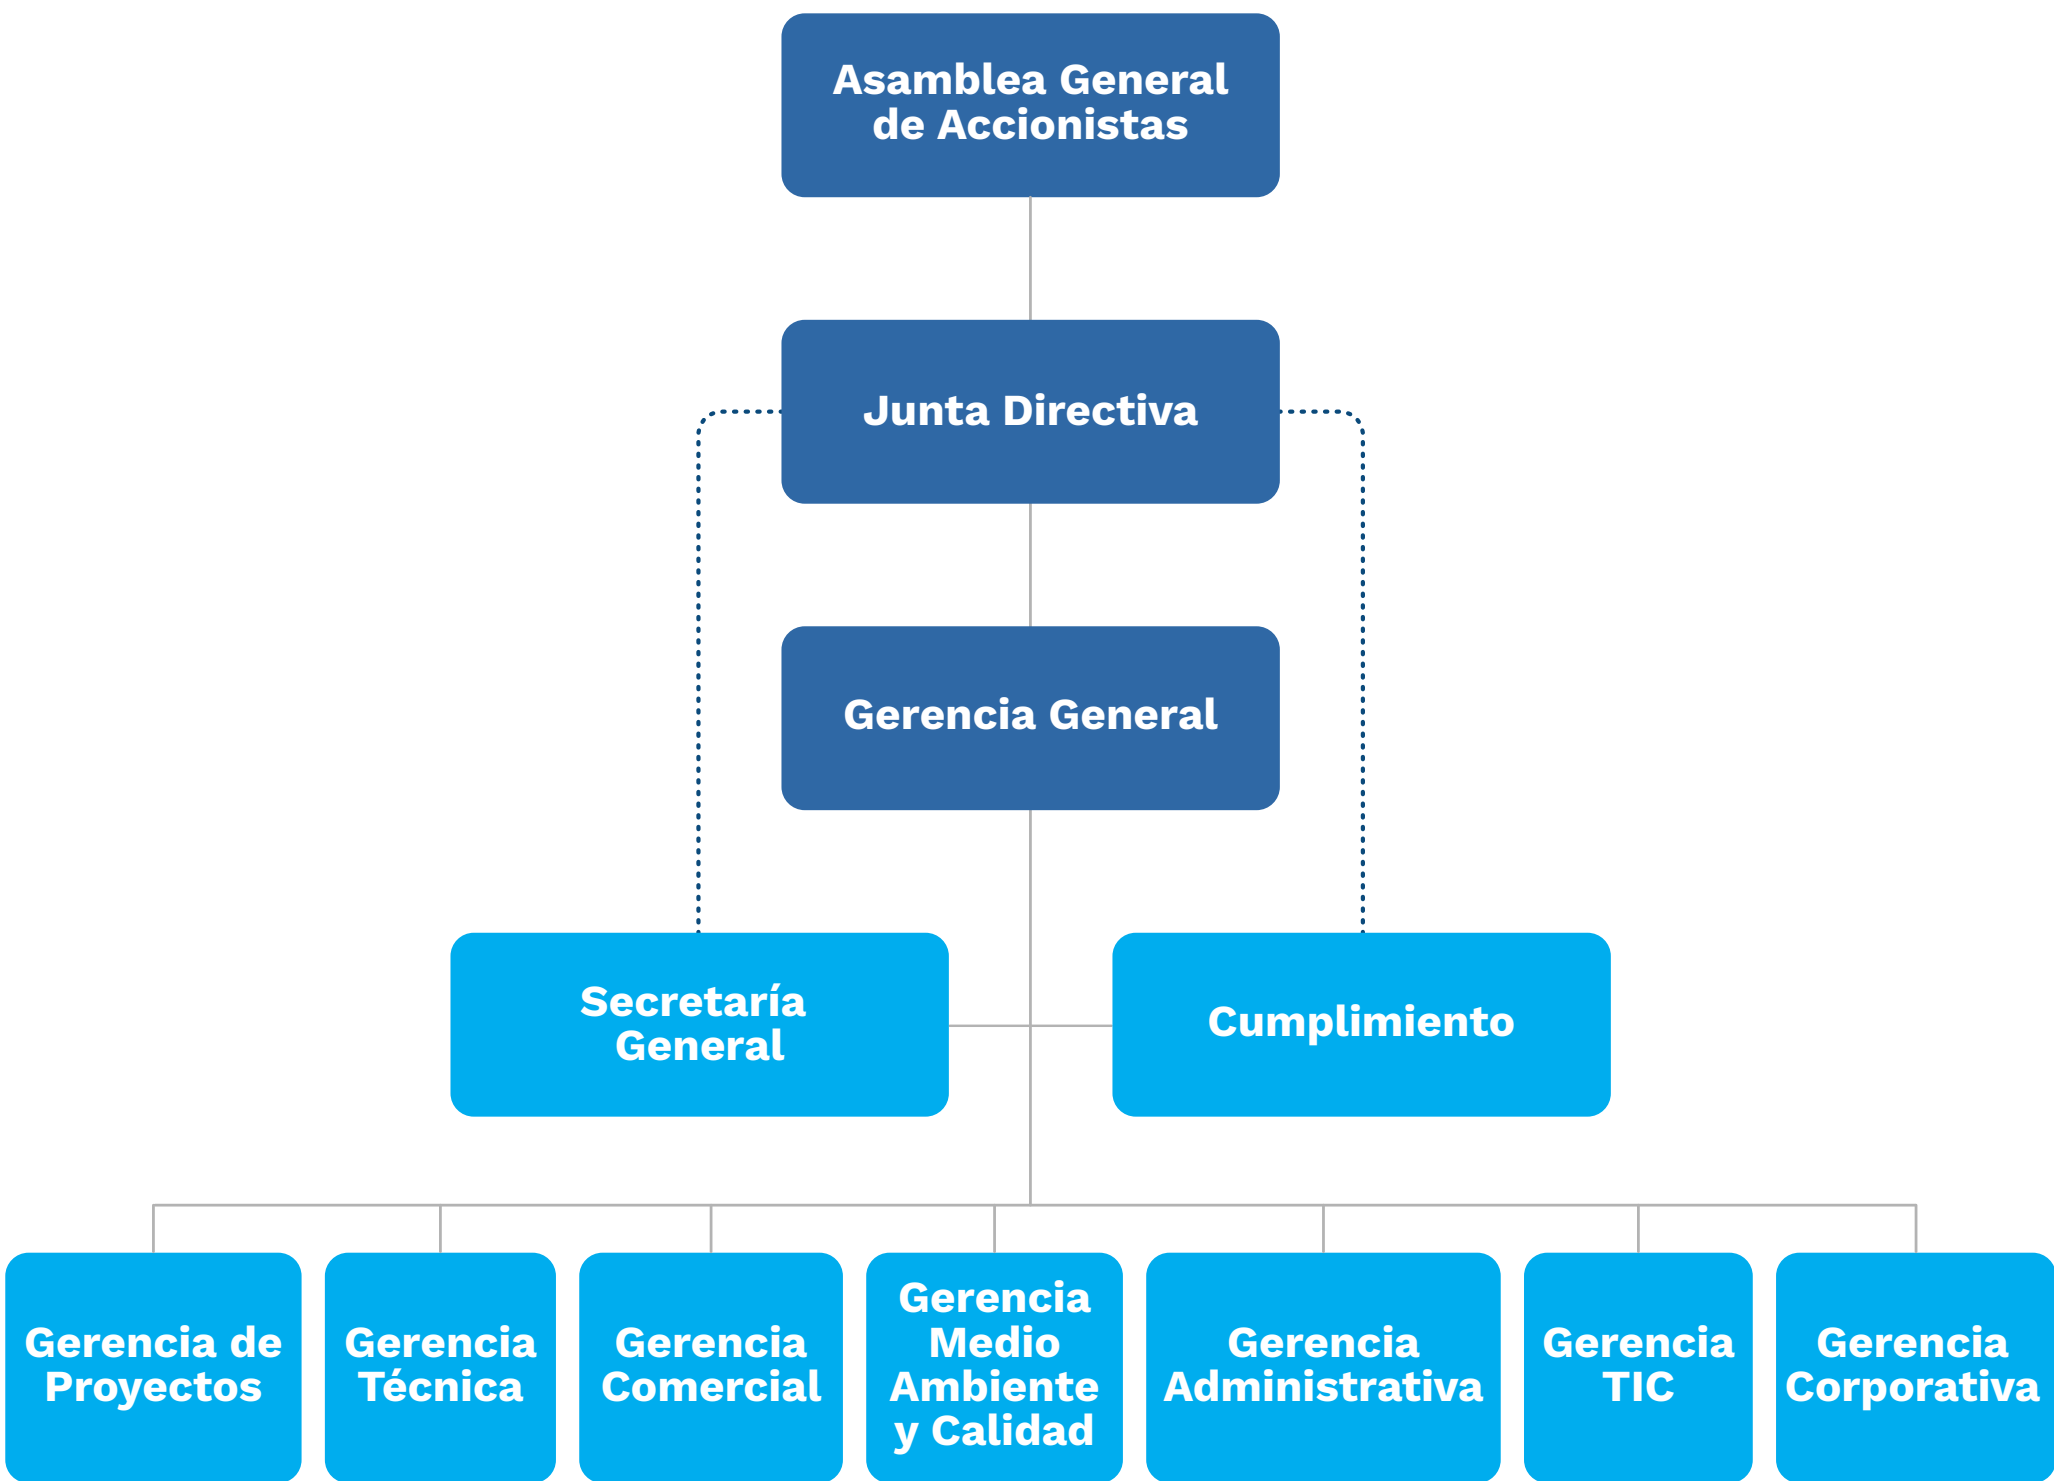 Asamblea General
de Accionistas
Junta Directiva
Gerencia General
Secretaría
General
Cumplimiento
Gerencia de
Proyectos
Gerencia
Técnica
Gerencia
Comercial
Gerencia
Medio
Ambiente
y Calidad
Gerencia
Administrativa
Gerencia
TIC
Gerencia
Corporativa